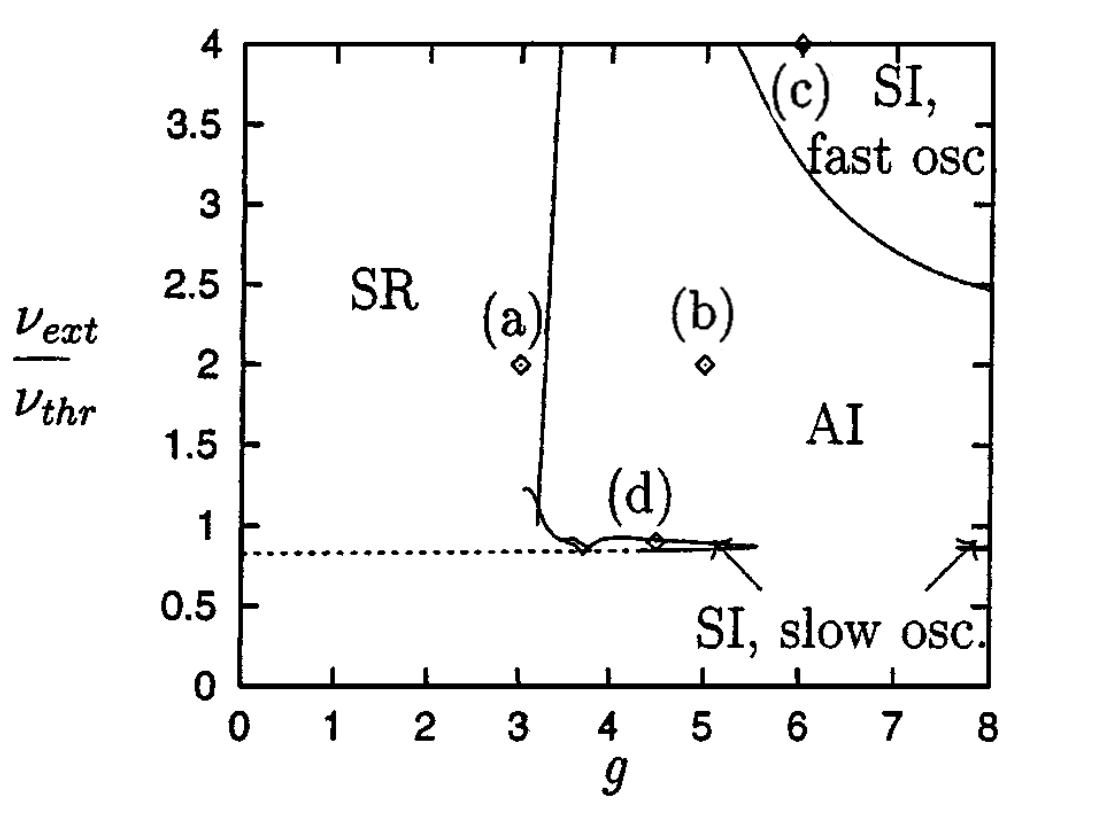 4
(c) SI,
3.5
fast osc
3
SR
2.5
(a) (b)
ν_ext
2
ν_thr
AI
1.5
(d)
1
0.5
SI, slow osc.
0
0 1 2 3 4 5 6 7 8
g